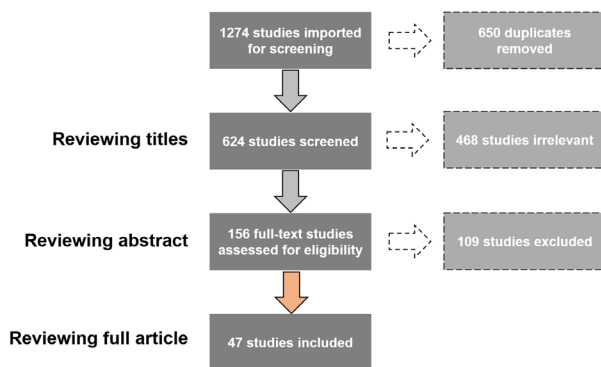 1274 studies imported
for screening
650 duplicates
removed
Reviewing titles
624 studies screened
468 studies irrelevant
Reviewing abstract
156 full-text studies
assessed for eligibility
109 studies excluded
Reviewing full article
47 studies included